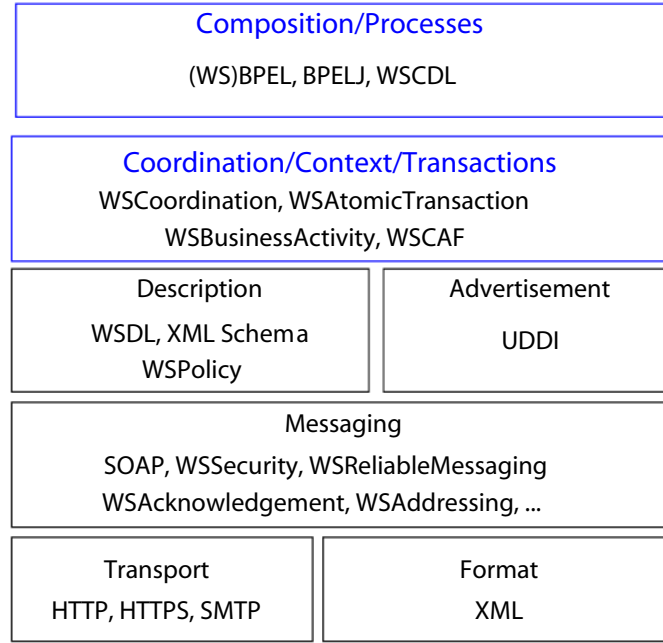 Composition/Processes
(WS)BPEL, BPELJ, WSCDL
Coordination/Context/Transactions
WSCoordination, WSAtomicTransaction
WSBusinessActivity, WSCAF
Description
WSDL, XML Schema
WSPolicy
Advertisement
UDDI
Messaging
SOAP, WSSecurity, WSReliableMessaging
WSAcknowledgement, WSAddressing, ...
Transport
HTTP, HTTPS, SMTP
Format
XML